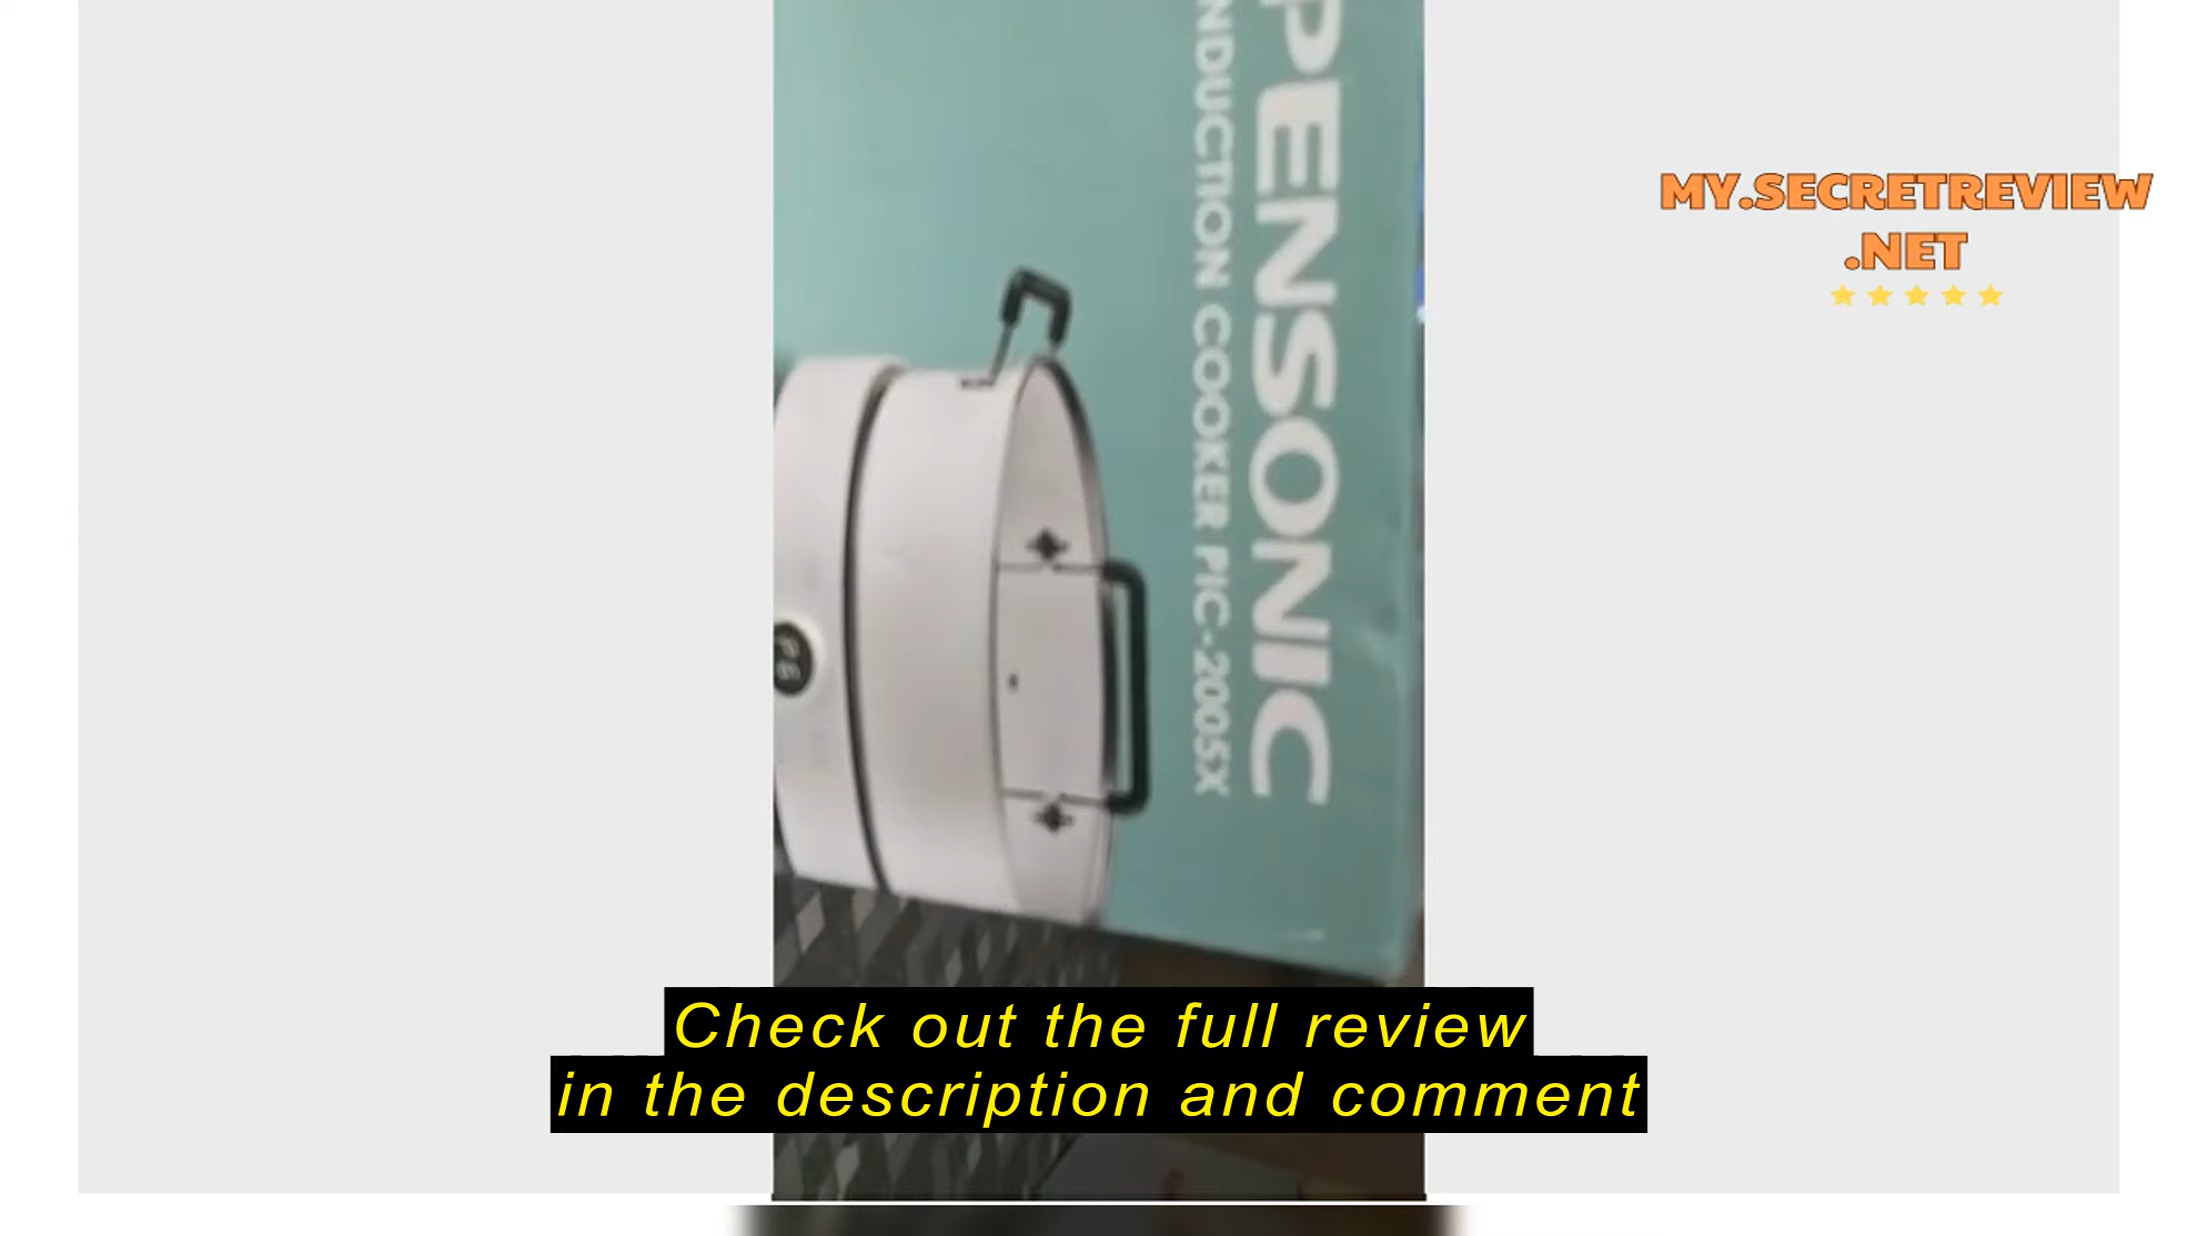 PENSONIC
INDUCTION COOKER PIC-2005X
MY.SECRETREVIEW
.NET
Check out the full review
in the description and comment